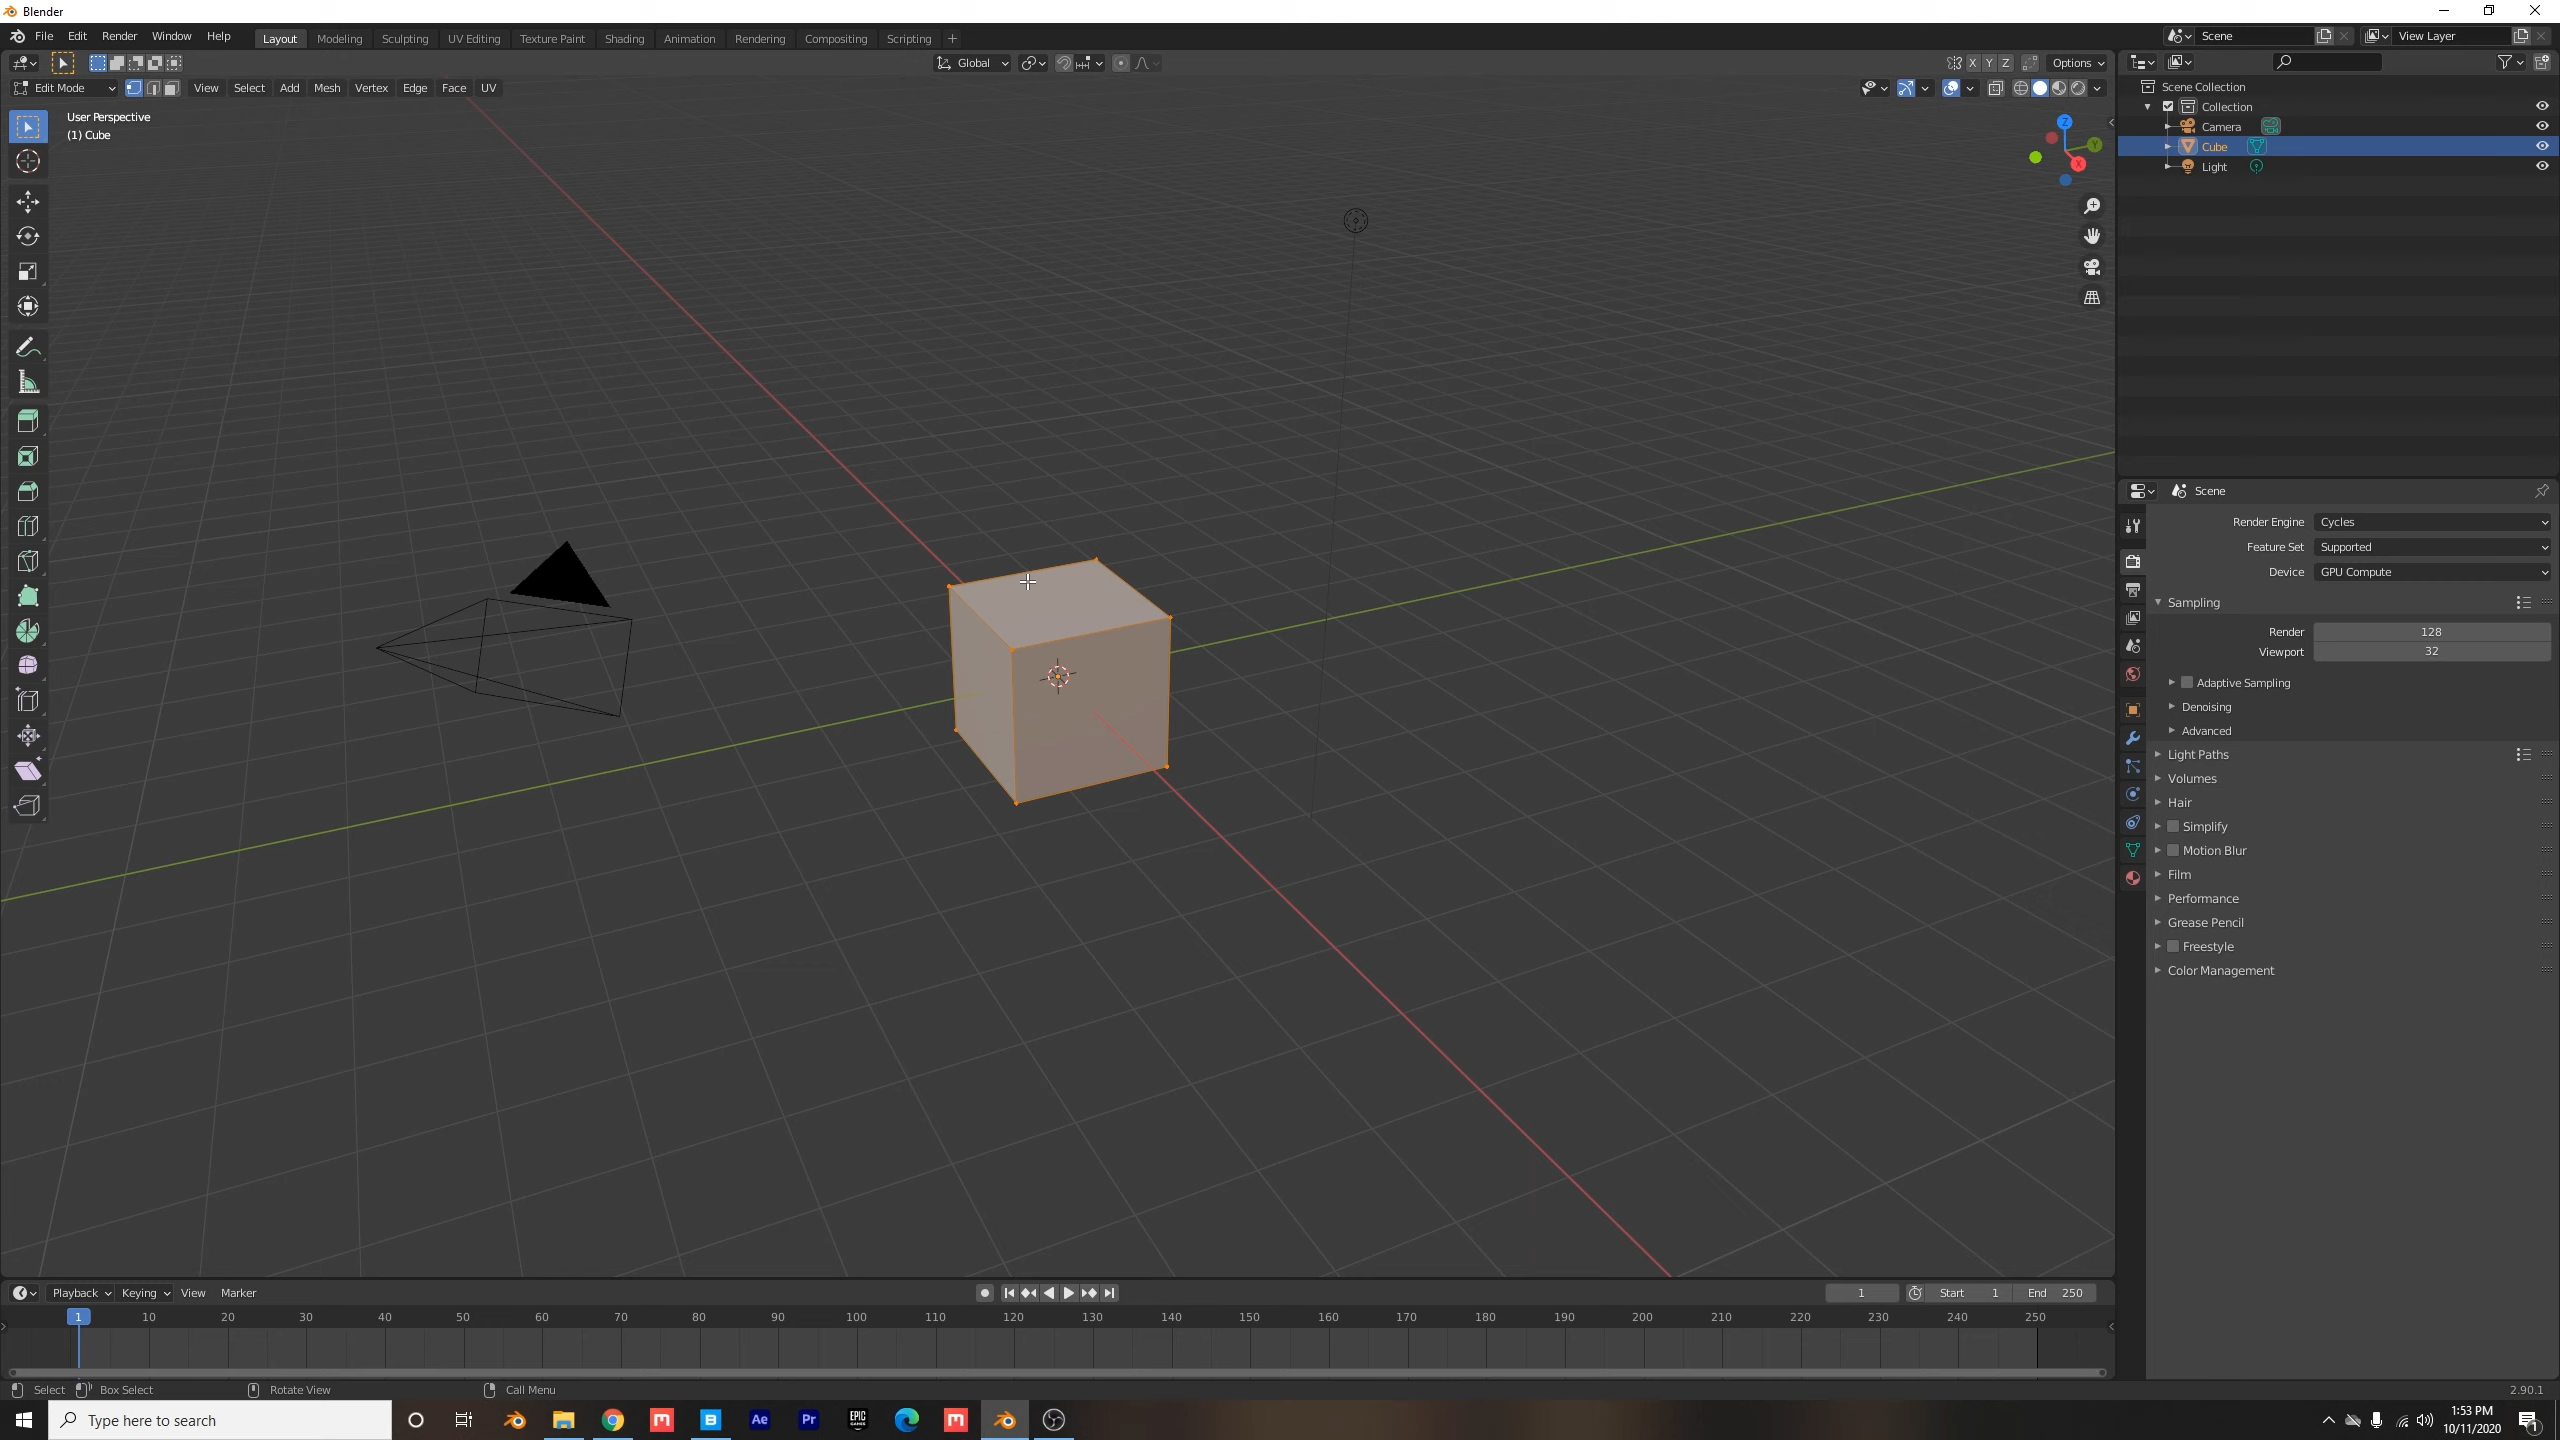 Blender
File Edit Render Window Help Layout Modeling Sculpting UV Editing Texture Paint Shading Animation Rendering Compositing Scripting + Scene View Layer
Global X Y Z Options
Edit Mode View Select Add Mesh Vertex Edge Face UV
User Perspective
(1) Cube
Z
Y
X
Scene Collection
Collection
Camera
Cube
Light
Scene
Render Engine Cycles
Feature Set Supported
Device GPU Compute
Sampling
Render 128
Viewport 32
Adaptive Sampling
Denoising
Advanced
Light Paths
Volumes
Hair
Simplify
Motion Blur
Film
Performance
Grease Pencil
Freestyle
Color Management
Playback Keying View Marker 1 Start 1 End 250
1 10 20 30 40 50 60 70 80 90 100 110 120 130 140 150 160 170 180 190 200 210 220 230 240 250
Select Box Select Rotate View Call Menu 2.90.1
Type here to search M B Ae Pr EPIC GAMES M
1:53 PM
10/11/2020
1